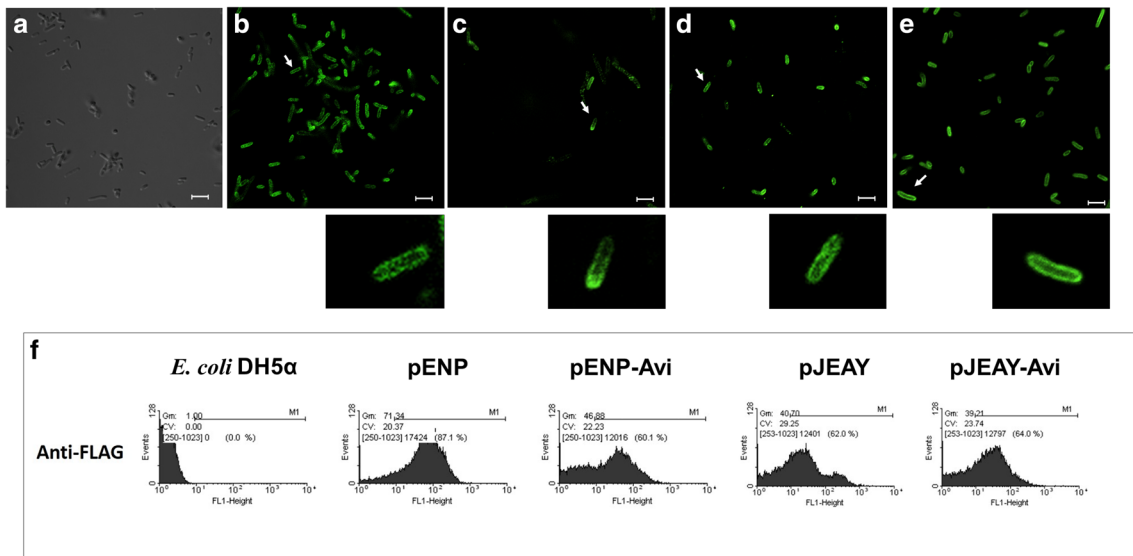 a b c d e
f
E. coli DH5α pENP pENP-Avi pJEAY pJEAY-Avi
Anti-FLAG
128
Events
0
Gm: 1.00
CV: 0.00
[250-1023] 0 (0.0 %)
M1
10⁰ 10¹ 10² 10³ 10⁴
FL1-Height
128
Events
0
Gm: 71.34
CV: 20.37
[250-1023] 17424 (87.1 %)
M1
10⁰ 10¹ 10² 10³ 10⁴
FL1-Height
128
Events
0
Gm: 46.88
CV: 22.23
[250-1023] 12016 (60.1 %)
M1
10⁰ 10¹ 10² 10³ 10⁴
FL1-Height
128
Events
0
Gm: 40.70
CV: 29.25
[253-1023] 12401 (62.0 %)
M1
10⁰ 10¹ 10² 10³ 10⁴
FL1-Height
128
Events
0
Gm: 39.21
CV: 23.74
[253-1023] 12797 (64.0 %)
M1
10⁰ 10¹ 10² 10³ 10⁴
FL1-Height